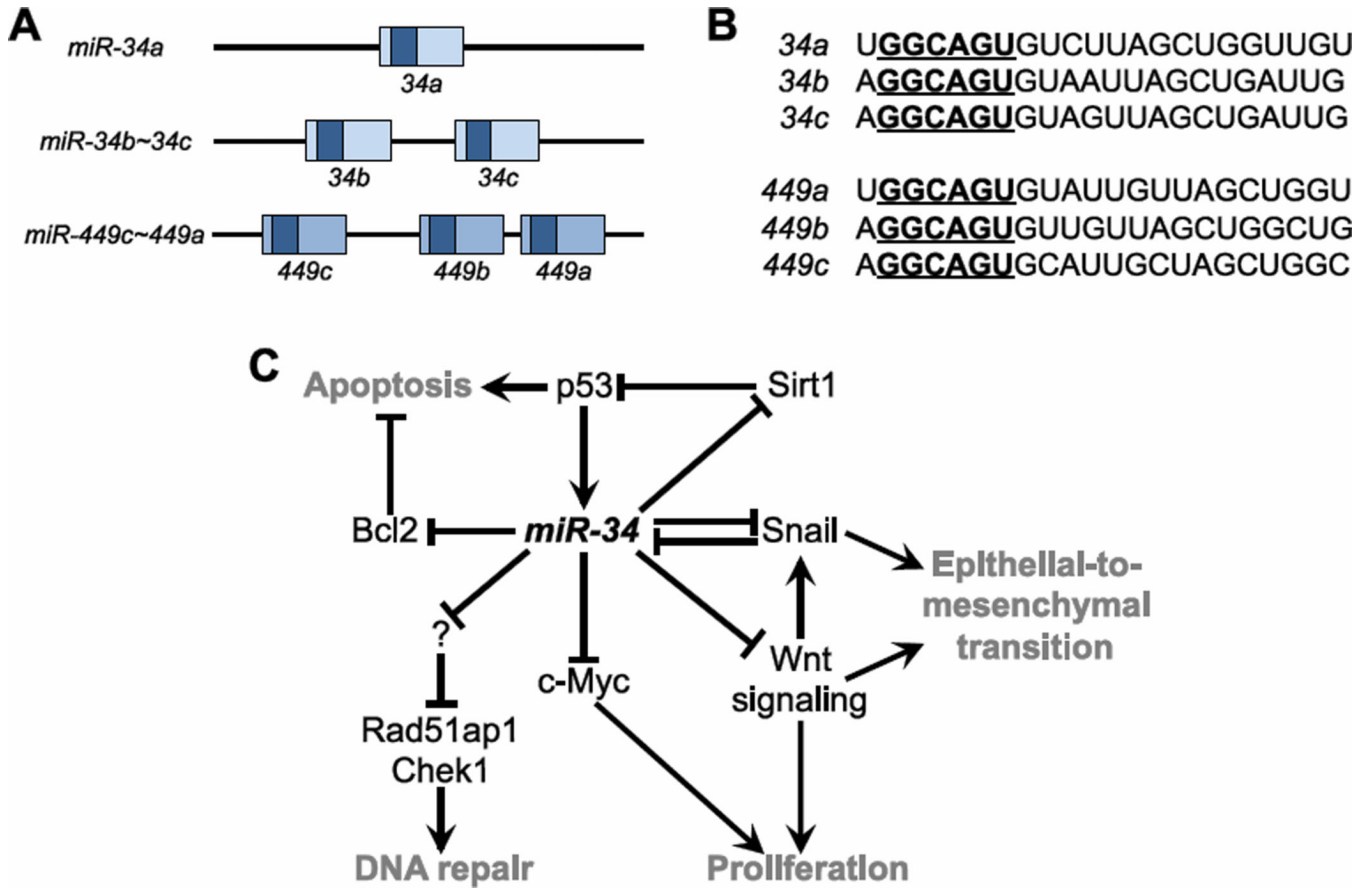 A
miR-34a
34a
miR-34b~34c
34b 34c
miR-449c~449a
449c 449b 449a
B
34a UGGCAGUGUCUUAGCUGGUUGU
34b AGGCAGUGUAAUUAGCUGAUUG
34c AGGCAGUGUAGUUAGCUGAUUG
449a UGGCAGUGUAUUGUUAGCUGGU
449b AGGCAGUGUUGUUAGCUGGCUG
449c AGGCAGUGCAUUGCUAGCUGGC
C
Apoptosis p53 Sirt1
Bcl2 miR-34 Snail
EpIthelIal-to-
mesenchymal
transition
?
Wnt
signaling
c-Myc
Rad51ap1
Chek1
DNA repaIr ProlIferatIon